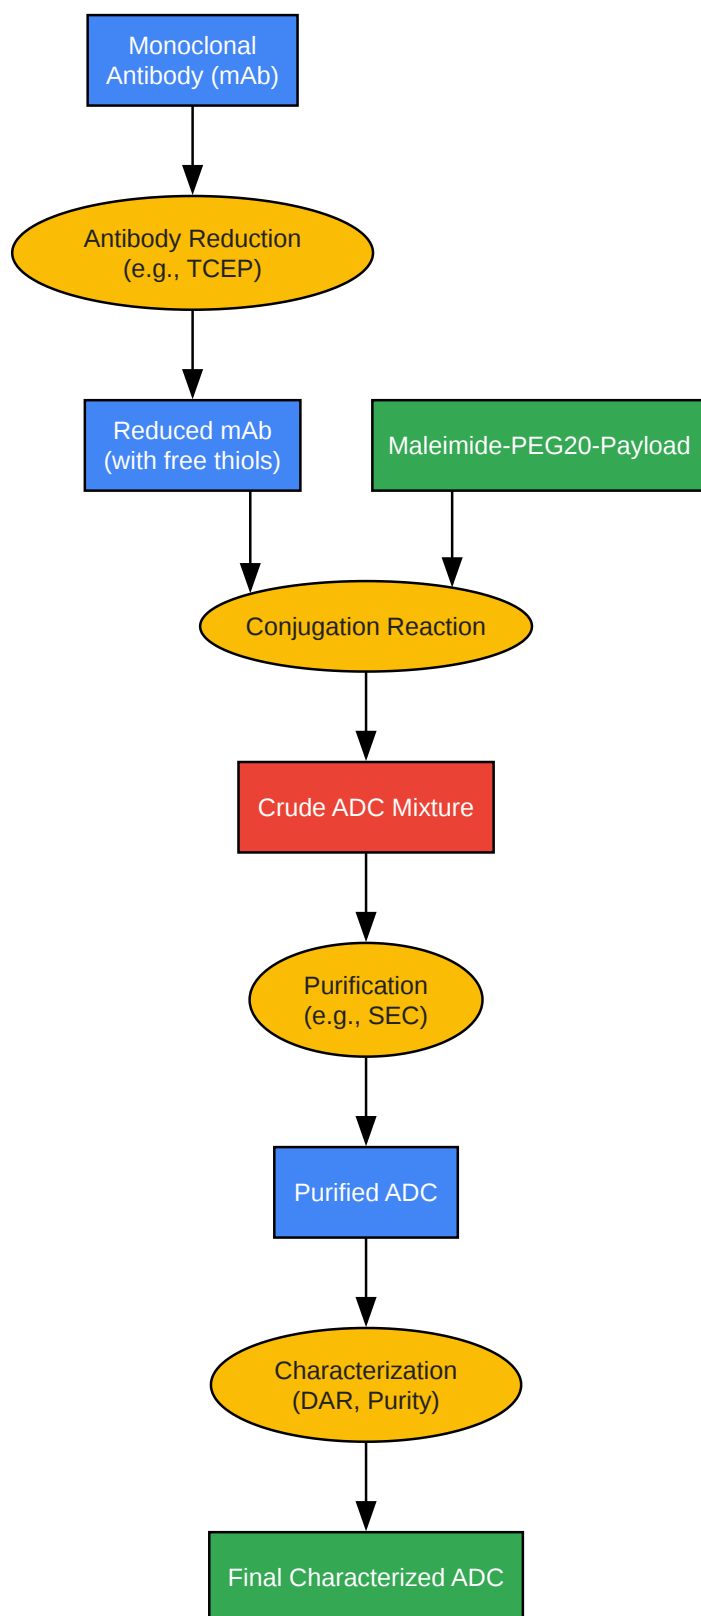 Monoclonal
Antibody (mAb)
Antibody Reduction
(e.g., TCEP)
Reduced mAb
(with free thiols)
Maleimide-PEG20-Payload
Conjugation Reaction
Crude ADC Mixture
Purification
(e.g., SEC)
Purified ADC
Characterization
(DAR, Purity)
Final Characterized ADC